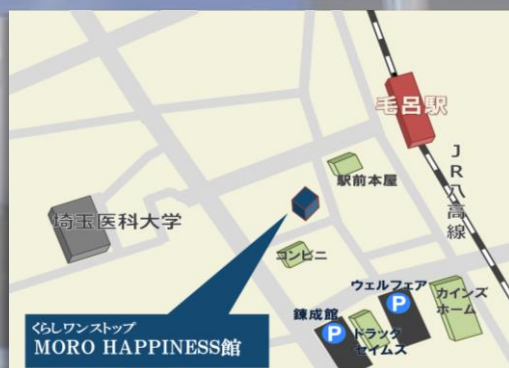 毛呂駅
JR八高線
駅前本屋
埼玉医科大学
コンビニ
ウェルフェア
P
カインズ
ホーム
錬成館
P
ドラッグ
セイムズ
くらしワンストップ
MORO HAPPINESS館